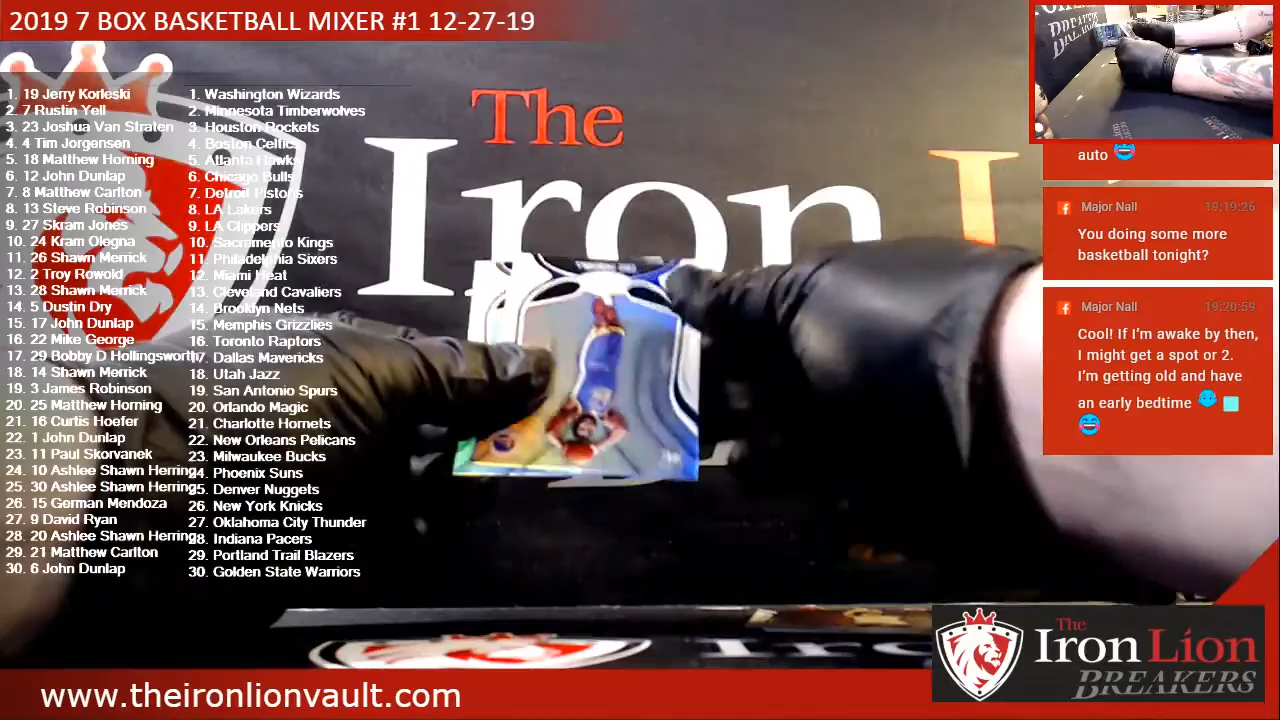 2019 7 BOX BASKETBALL MIXER #1 12-27-19
1. 19 Jerry Korleski
2. 7 Rustin Yell
3. 23 Joshua Van Straten
4. 4 Tim Jorgensen
5. 18 Matthew Horning
6. 12 John Dunlap
7. 8 Matthew Carlton
8. 13 Steve Robinson
9. 27 Skram Jones
10. 24 Kram Olegna
11. 26 Shawn Merrick
12. 2 Troy Rowold
13. 28 Shawn Merrick
14. 5 Dustin Dry
15. 17 John Dunlap
16. 22 Mike George
17. 29 Bobby D Hollingsworth
18. 14 Shawn Merrick
19. 3 James Robinson
20. 25 Matthew Horning
21. 16 Curtis Hoefer
22. 1 John Dunlap
23. 11 Paul Skorvanek
24. 10 Ashlee Shawn Herring
25. 30 Ashlee Shawn Herring
26. 15 German Mendoza
27. 9 David Ryan
28. 20 Ashlee Shawn Herring
29. 21 Matthew Carlton
30. 6 John Dunlap
1. Washington Wizards
2. Minnesota Timberwolves
3. Houston Rockets
4. Boston Celtics
5. Atlanta Hawks
6. Chicago Bulls
7. Detroit Pistons
8. LA Lakers
9. LA Clippers
10. Sacramento Kings
11. Philadelphia Sixers
12. Miami Heat
13. Cleveland Cavaliers
14. Brooklyn Nets
15. Memphis Grizzlies
16. Toronto Raptors
17. Dallas Mavericks
18. Utah Jazz
19. San Antonio Spurs
20. Orlando Magic
21. Charlotte Hornets
22. New Orleans Pelicans
23. Milwaukee Bucks
24. Phoenix Suns
25. Denver Nuggets
26. New York Knicks
27. Oklahoma City Thunder
28. Indiana Pacers
29. Portland Trail Blazers
30. Golden State Warriors
The
Iron L
BREAKERS
auto
Major Nall 19:19:26
You doing some more
basketball tonight?
Major Nall 19:20:59
Cool! If I'm awake by then,
I might get a spot or 2.
I'm getting old and have
an early bedtime
The
Iron Lion
BREAKERS
www.theironlionvault.com